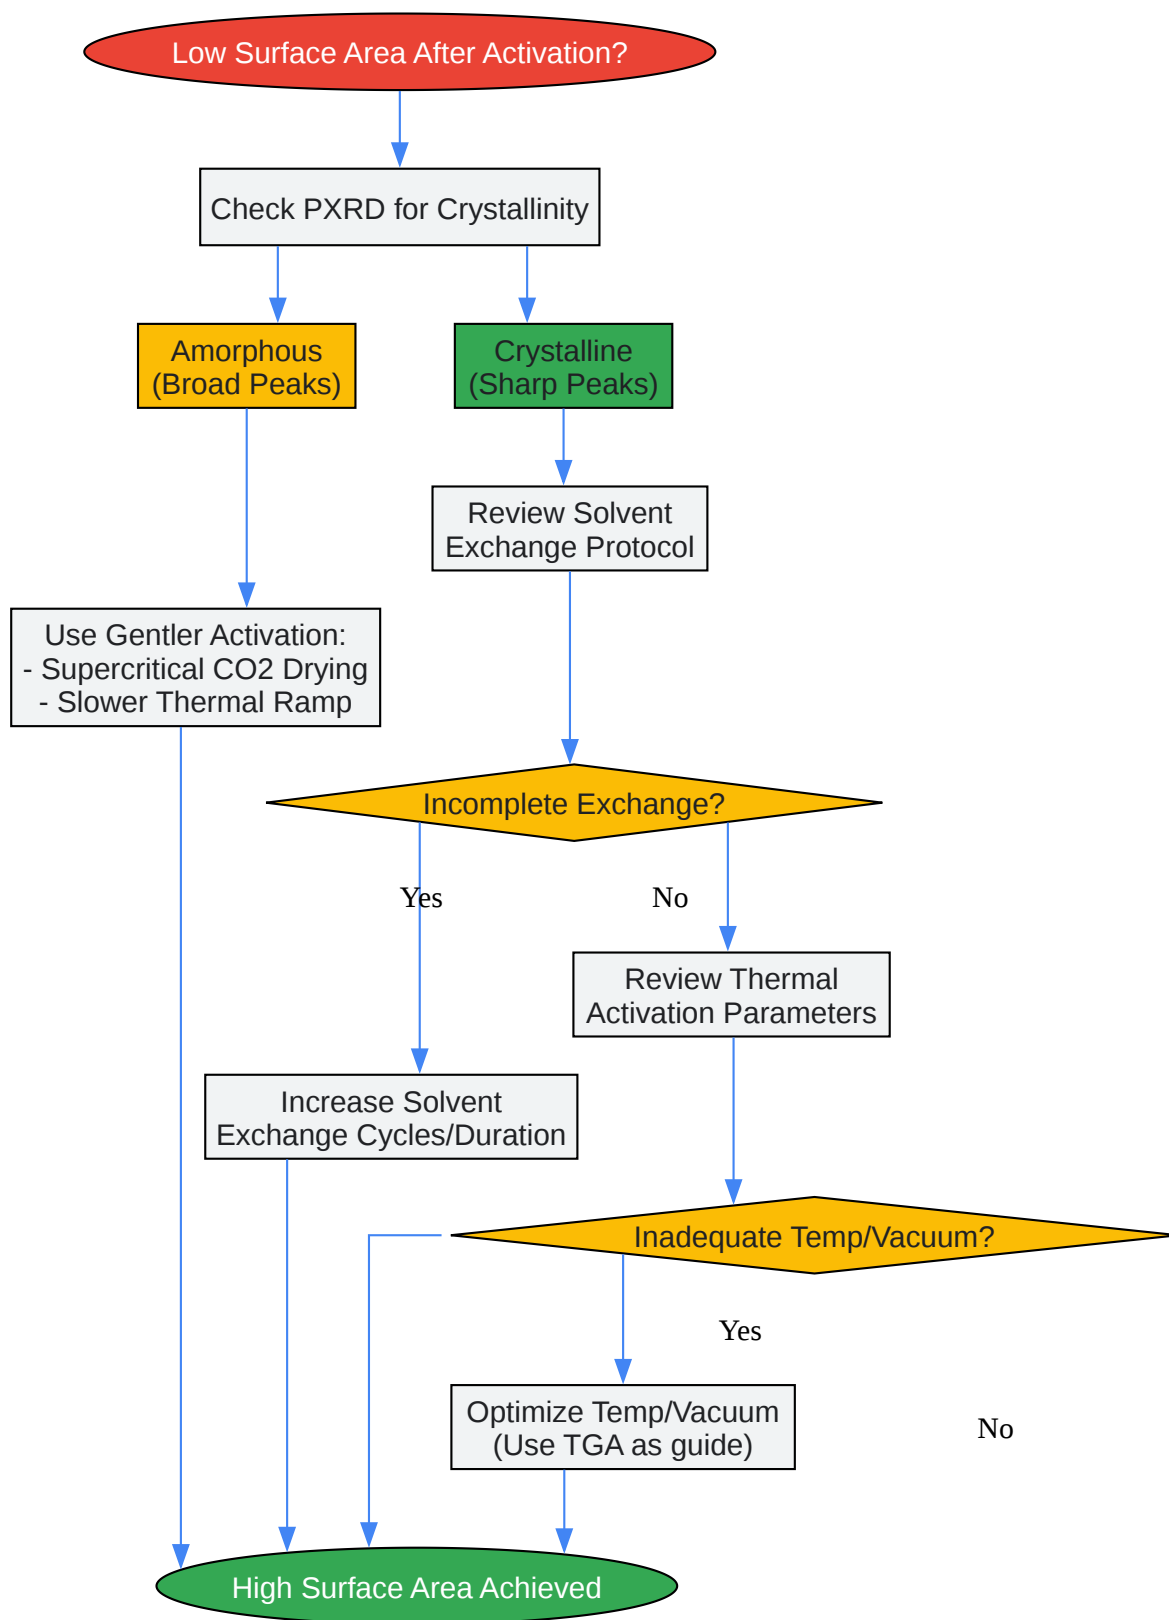 Low Surface Area After Activation?
Check PXRD for Crystallinity
Amorphous
(Broad Peaks)
Crystalline
(Sharp Peaks)
Review Solvent
Exchange Protocol
Use Gentler Activation:
- Supercritical CO2 Drying
- Slower Thermal Ramp
Incomplete Exchange?
Yes
No
Review Thermal
Activation Parameters
Increase Solvent
Exchange Cycles/Duration
Inadequate Temp/Vacuum?
Yes
Optimize Temp/Vacuum
(Use TGA as guide)
No
High Surface Area Achieved